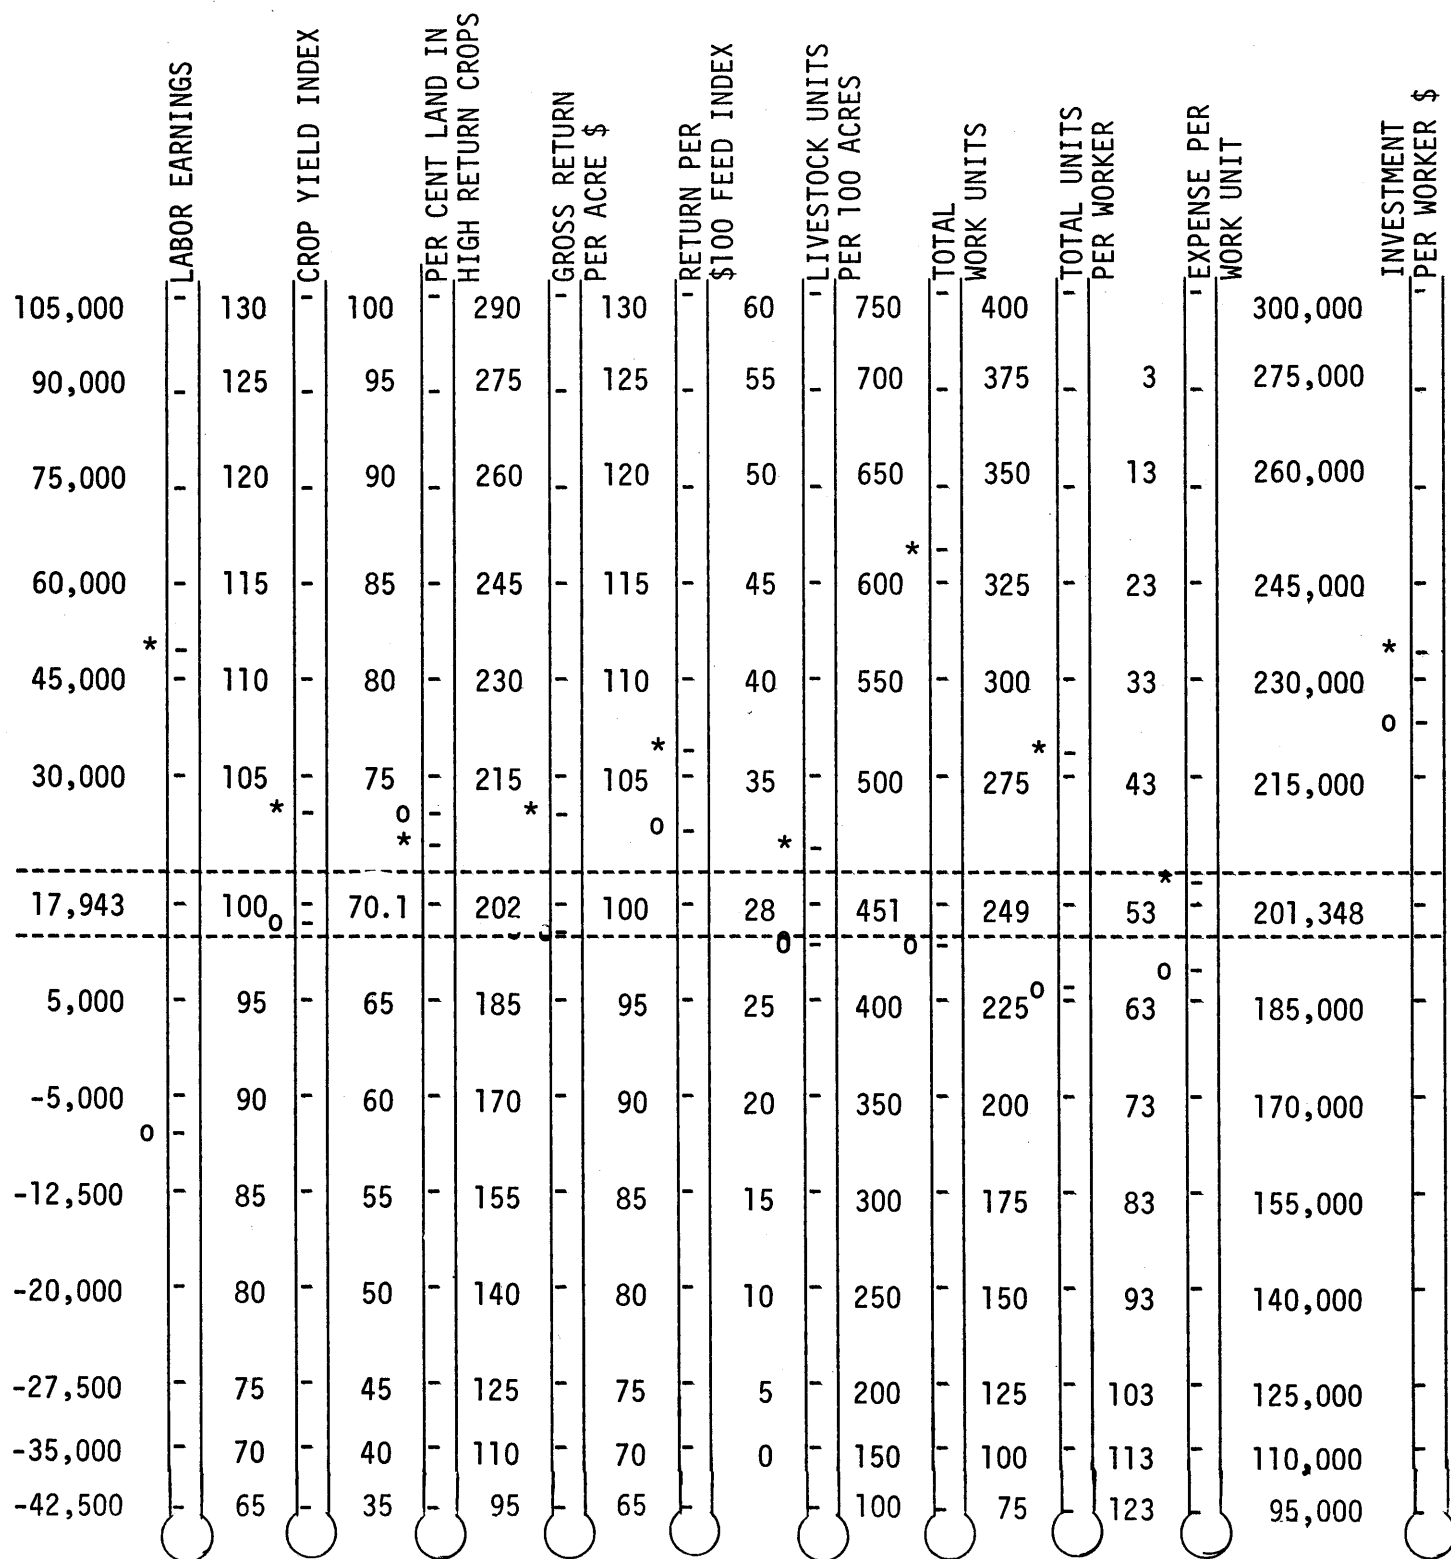 LABOR EARNINGS
CROP YIELD INDEX
PER CENT LAND IN
HIGH RETURN CROPS
GROSS RETURN
PER ACRE $
RETURN PER
$100 FEED INDEX
LIVESTOCK UNITS
PER 100 ACRES
TOTAL
WORK UNITS
TOTAL UNITS
PER WORKER
EXPENSE PER
WORK UNIT
INVESTMENT
PER WORKER $
105,000 130 100 290 130 60 750 400 300,000
90,000 125 95 275 125 55 700 375 3 275,000
75,000 120 90 260 120 50 650 350 13 260,000
*
60,000 115 85 245 115 45 600 325 23 245,000
* *
45,000 110 80 230 110 40 550 300 33 230,000
o
* *
30,000 105 75 215 105 35 500 275 43 215,000
* o * o
* *
*
17,943 100 70.1 202 100 28 451 249 53 201,348
o
o o
o o
5,000 95 65 185 95 25 400 225 63 185,000
-5,000 90 60 170 90 20 350 200 73 170,000
o
-12,500 85 55 155 85 15 300 175 83 155,000
-20,000 80 50 140 80 10 250 150 93 140,000
-27,500 75 45 125 75 5 200 125 103 125,000
-35,000 70 40 110 70 0 150 100 113 110,000
-42,500 65 35 95 65 100 75 123 95,000